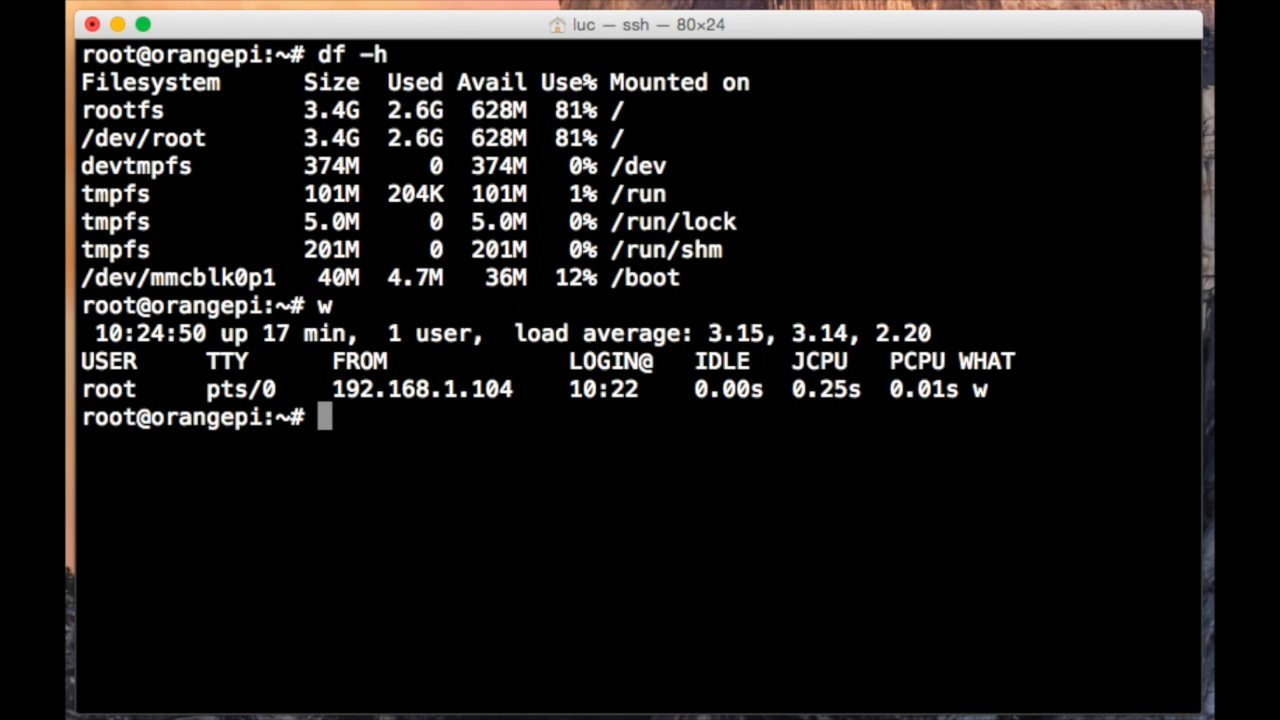 luc — ssh — 80×24
root@orangepi:~# df -h
Filesystem      Size  Used Avail Use% Mounted on
rootfs          3.4G  2.6G  628M  81% /
/dev/root       3.4G  2.6G  628M  81% /
devtmpfs        374M     0  374M   0% /dev
tmpfs           101M  204K  101M   1% /run
tmpfs           5.0M     0  5.0M   0% /run/lock
tmpfs           201M     0  201M   0% /run/shm
/dev/mmcblk0p1   40M  4.7M   36M  12% /boot
root@orangepi:~# w
 10:24:50 up 17 min,  1 user,  load average: 3.15, 3.14, 2.20
USER     TTY      FROM             LOGIN@   IDLE   JCPU   PCPU WHAT
root     pts/0    192.168.1.104    10:22    0.00s  0.25s  0.01s w
root@orangepi:~#